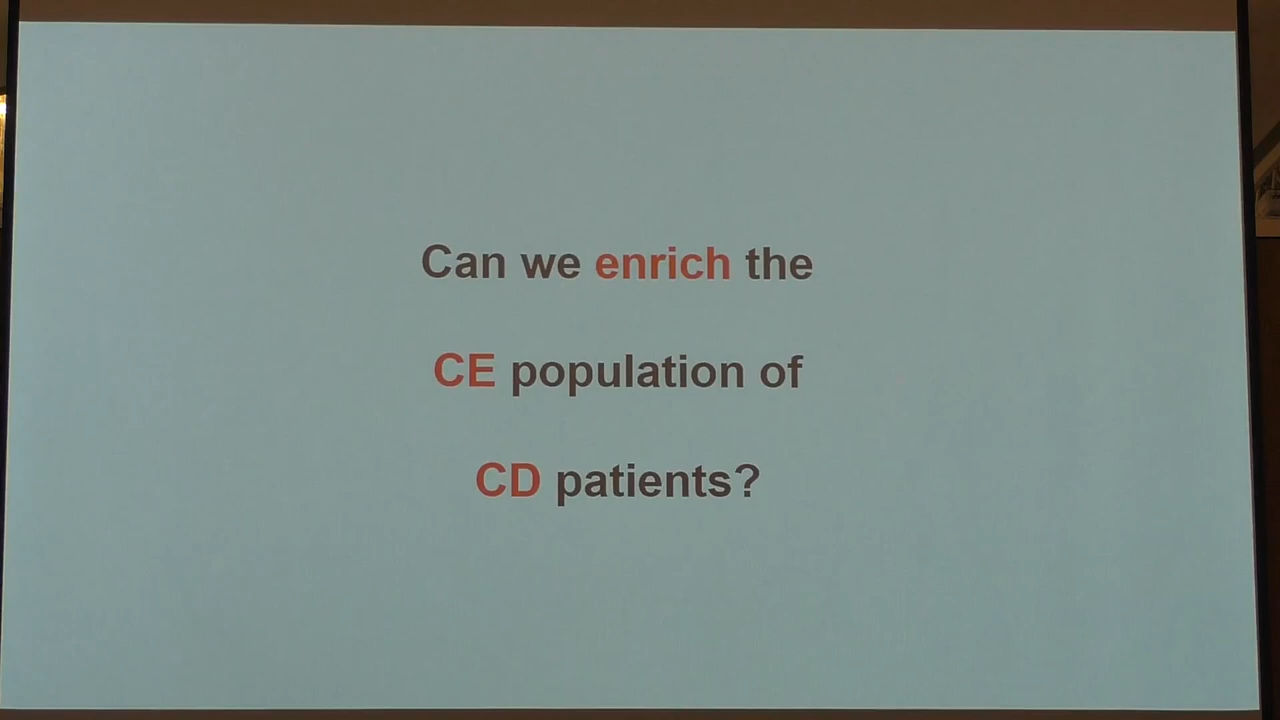 Can we enrich the
CE population of
CD patients?